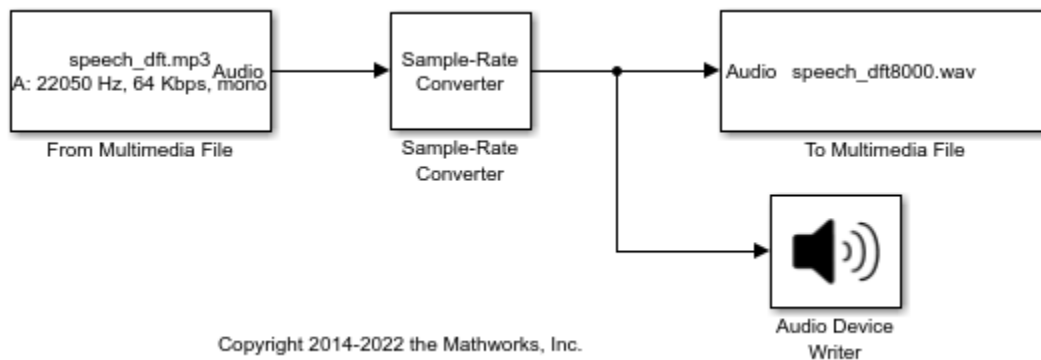 speech_dft.mp3
Audio
A: 22050 Hz, 64 Kbps, mono
From Multimedia File
Sample-Rate
Converter
Sample-Rate
Converter
Audio
speech_dft8000.wav
To Multimedia File
Audio Device
Writer
Copyright 2014-2022 the Mathworks, Inc.